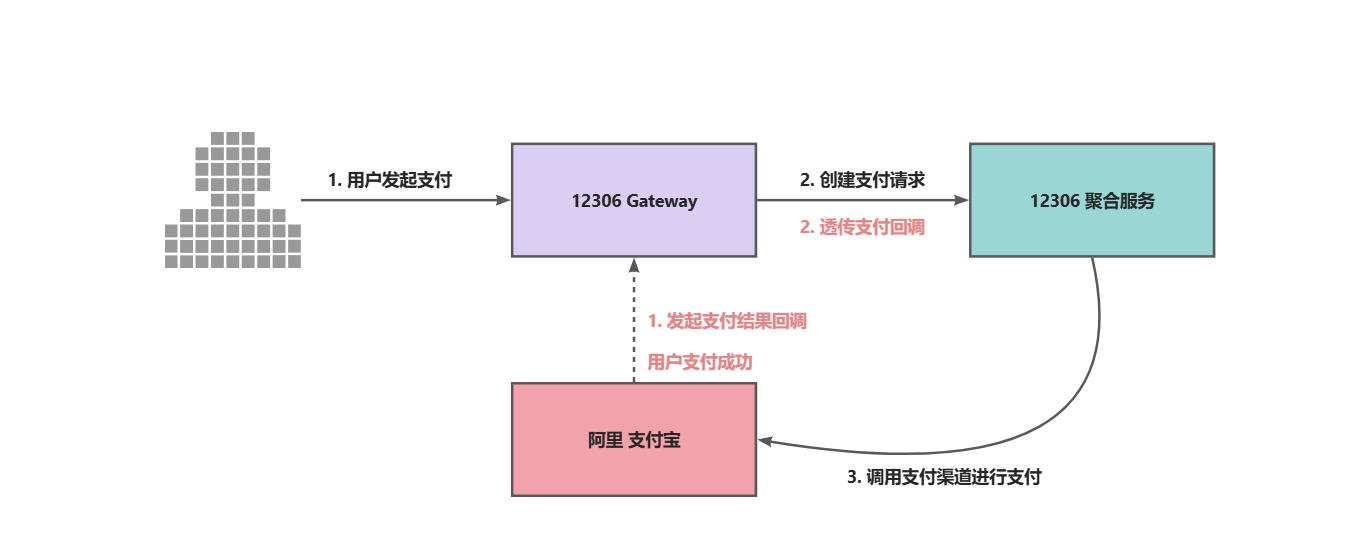 1. 用户发起支付
12306 Gateway
2. 创建支付请求
2. 透传支付回调
12306 聚合服务
1. 发起支付结果回调
用户支付成功
阿里 支付宝
3. 调用支付渠道进行支付